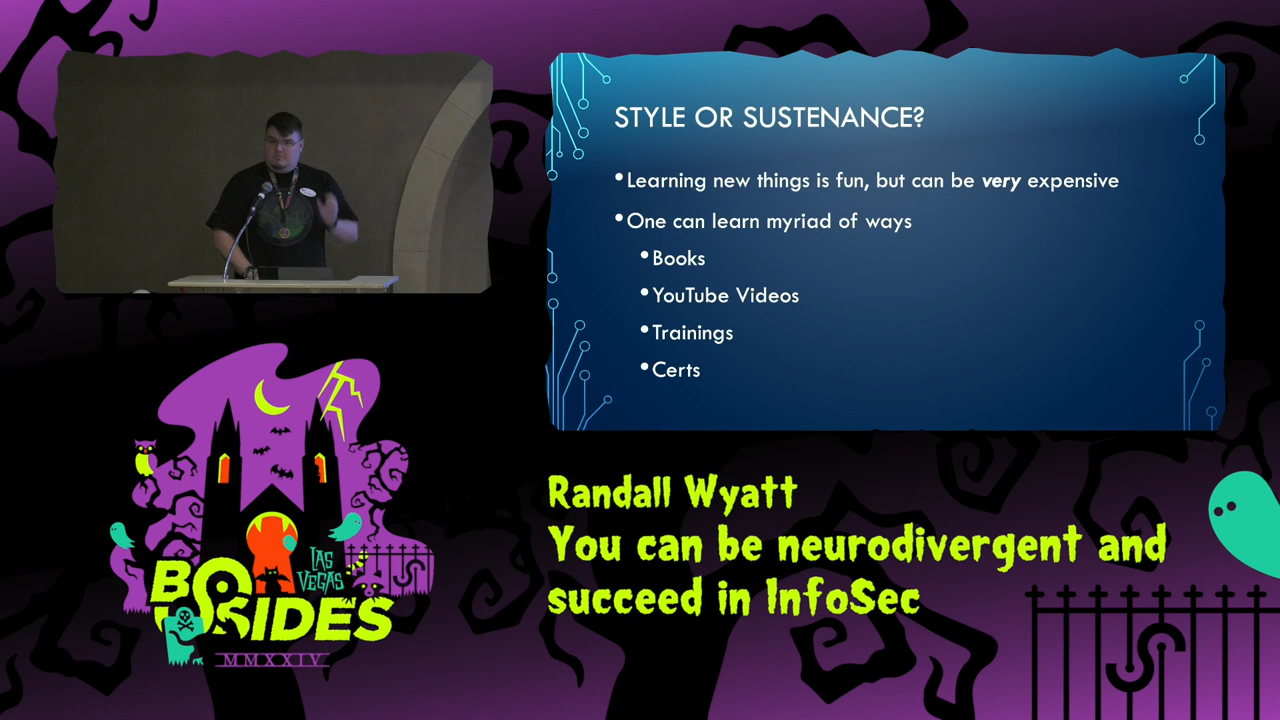 STYLE OR SUSTENANCE?
•Learning new things is fun, but can be very expensive
•One can learn myriad of ways
•Books
•YouTube Videos
•Trainings
•Certs
LAS
VEGAS
BSIDES
MMXXIV
Randall Wyatt
You can be neurodivergent and
succeed in InfoSec